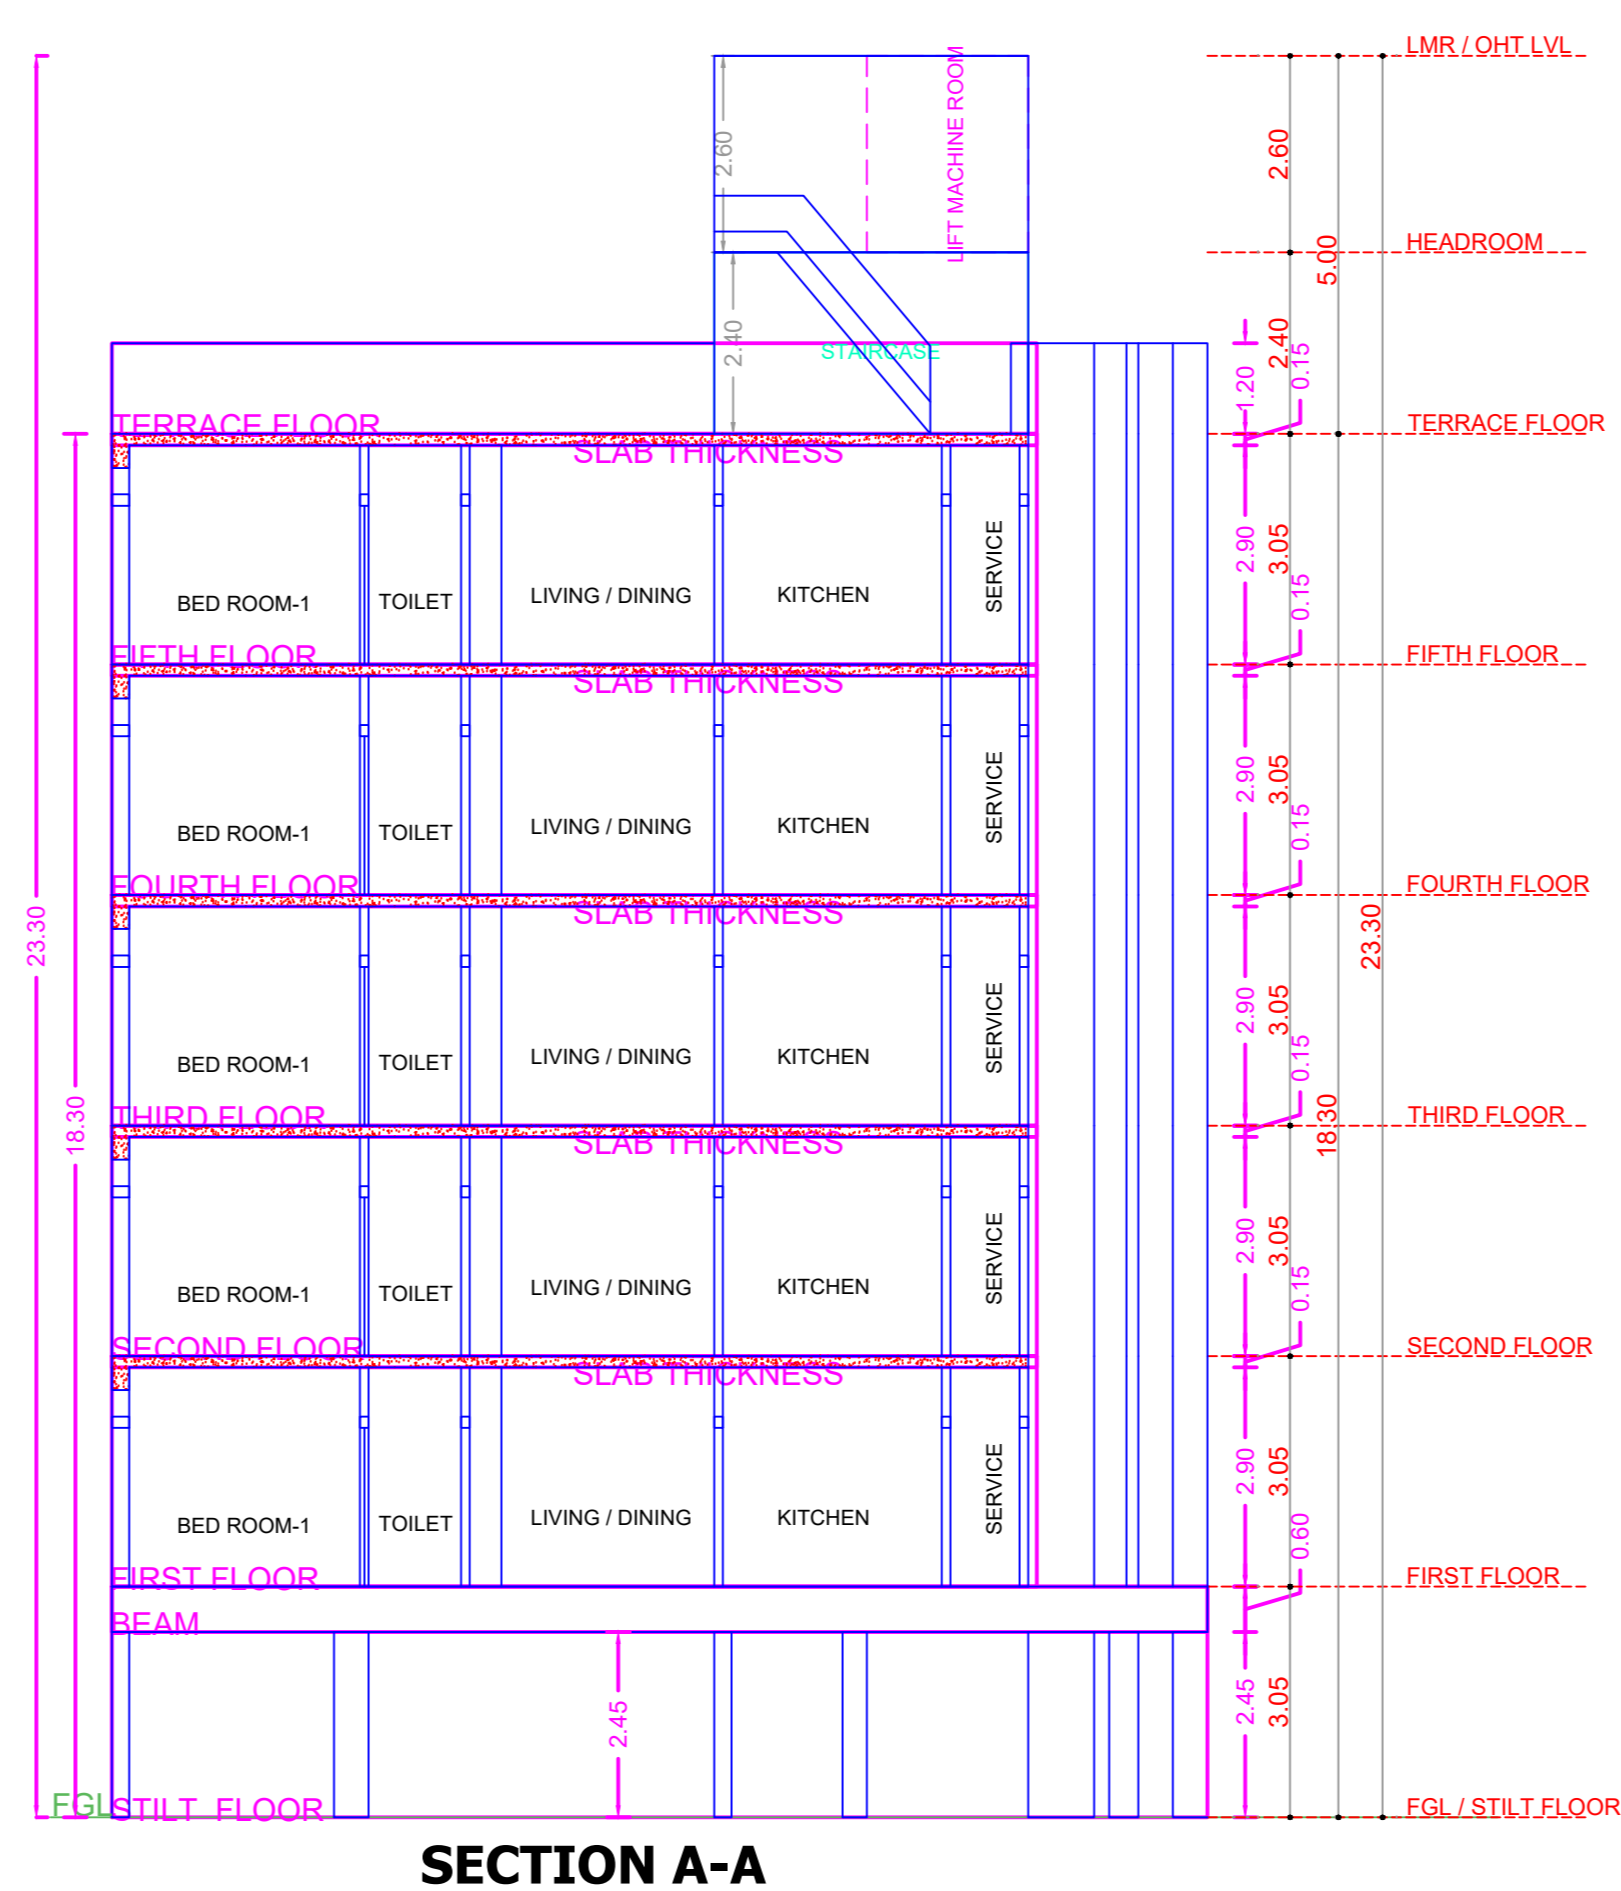 LMR / OHT LVL
LIFT MACHINE ROOM
2.60
2.60
HEADROOM
5.00
2.40
2.40
STAIRCASE
0.15
1.20
TERRACE FLOOR
TERRACE FLOOR
SLAB THICKNESS
BED ROOM-1
TOILET
LIVING / DINING
KITCHEN
SERVICE
2.90
3.05
0.15
FIFTH FLOOR
FIFTH FLOOR
SLAB THICKNESS
BED ROOM-1
TOILET
LIVING / DINING
KITCHEN
SERVICE
2.90
3.05
0.15
FOURTH FLOOR
FOURTH FLOOR
SLAB THICKNESS
23.30
23.30
BED ROOM-1
TOILET
LIVING / DINING
KITCHEN
SERVICE
2.90
3.05
0.15
THIRD FLOOR
THIRD FLOOR
18.30
18.30
SLAB THICKNESS
BED ROOM-1
TOILET
LIVING / DINING
KITCHEN
SERVICE
2.90
3.05
0.15
SECOND FLOOR
SECOND FLOOR
SLAB THICKNESS
BED ROOM-1
TOILET
LIVING / DINING
KITCHEN
SERVICE
2.90
3.05
0.60
FIRST FLOOR
FIRST FLOOR
BEAM
2.45
2.45
3.05
FGL
STILT FLOOR
FGL / STILT FLOOR
SECTION A-A